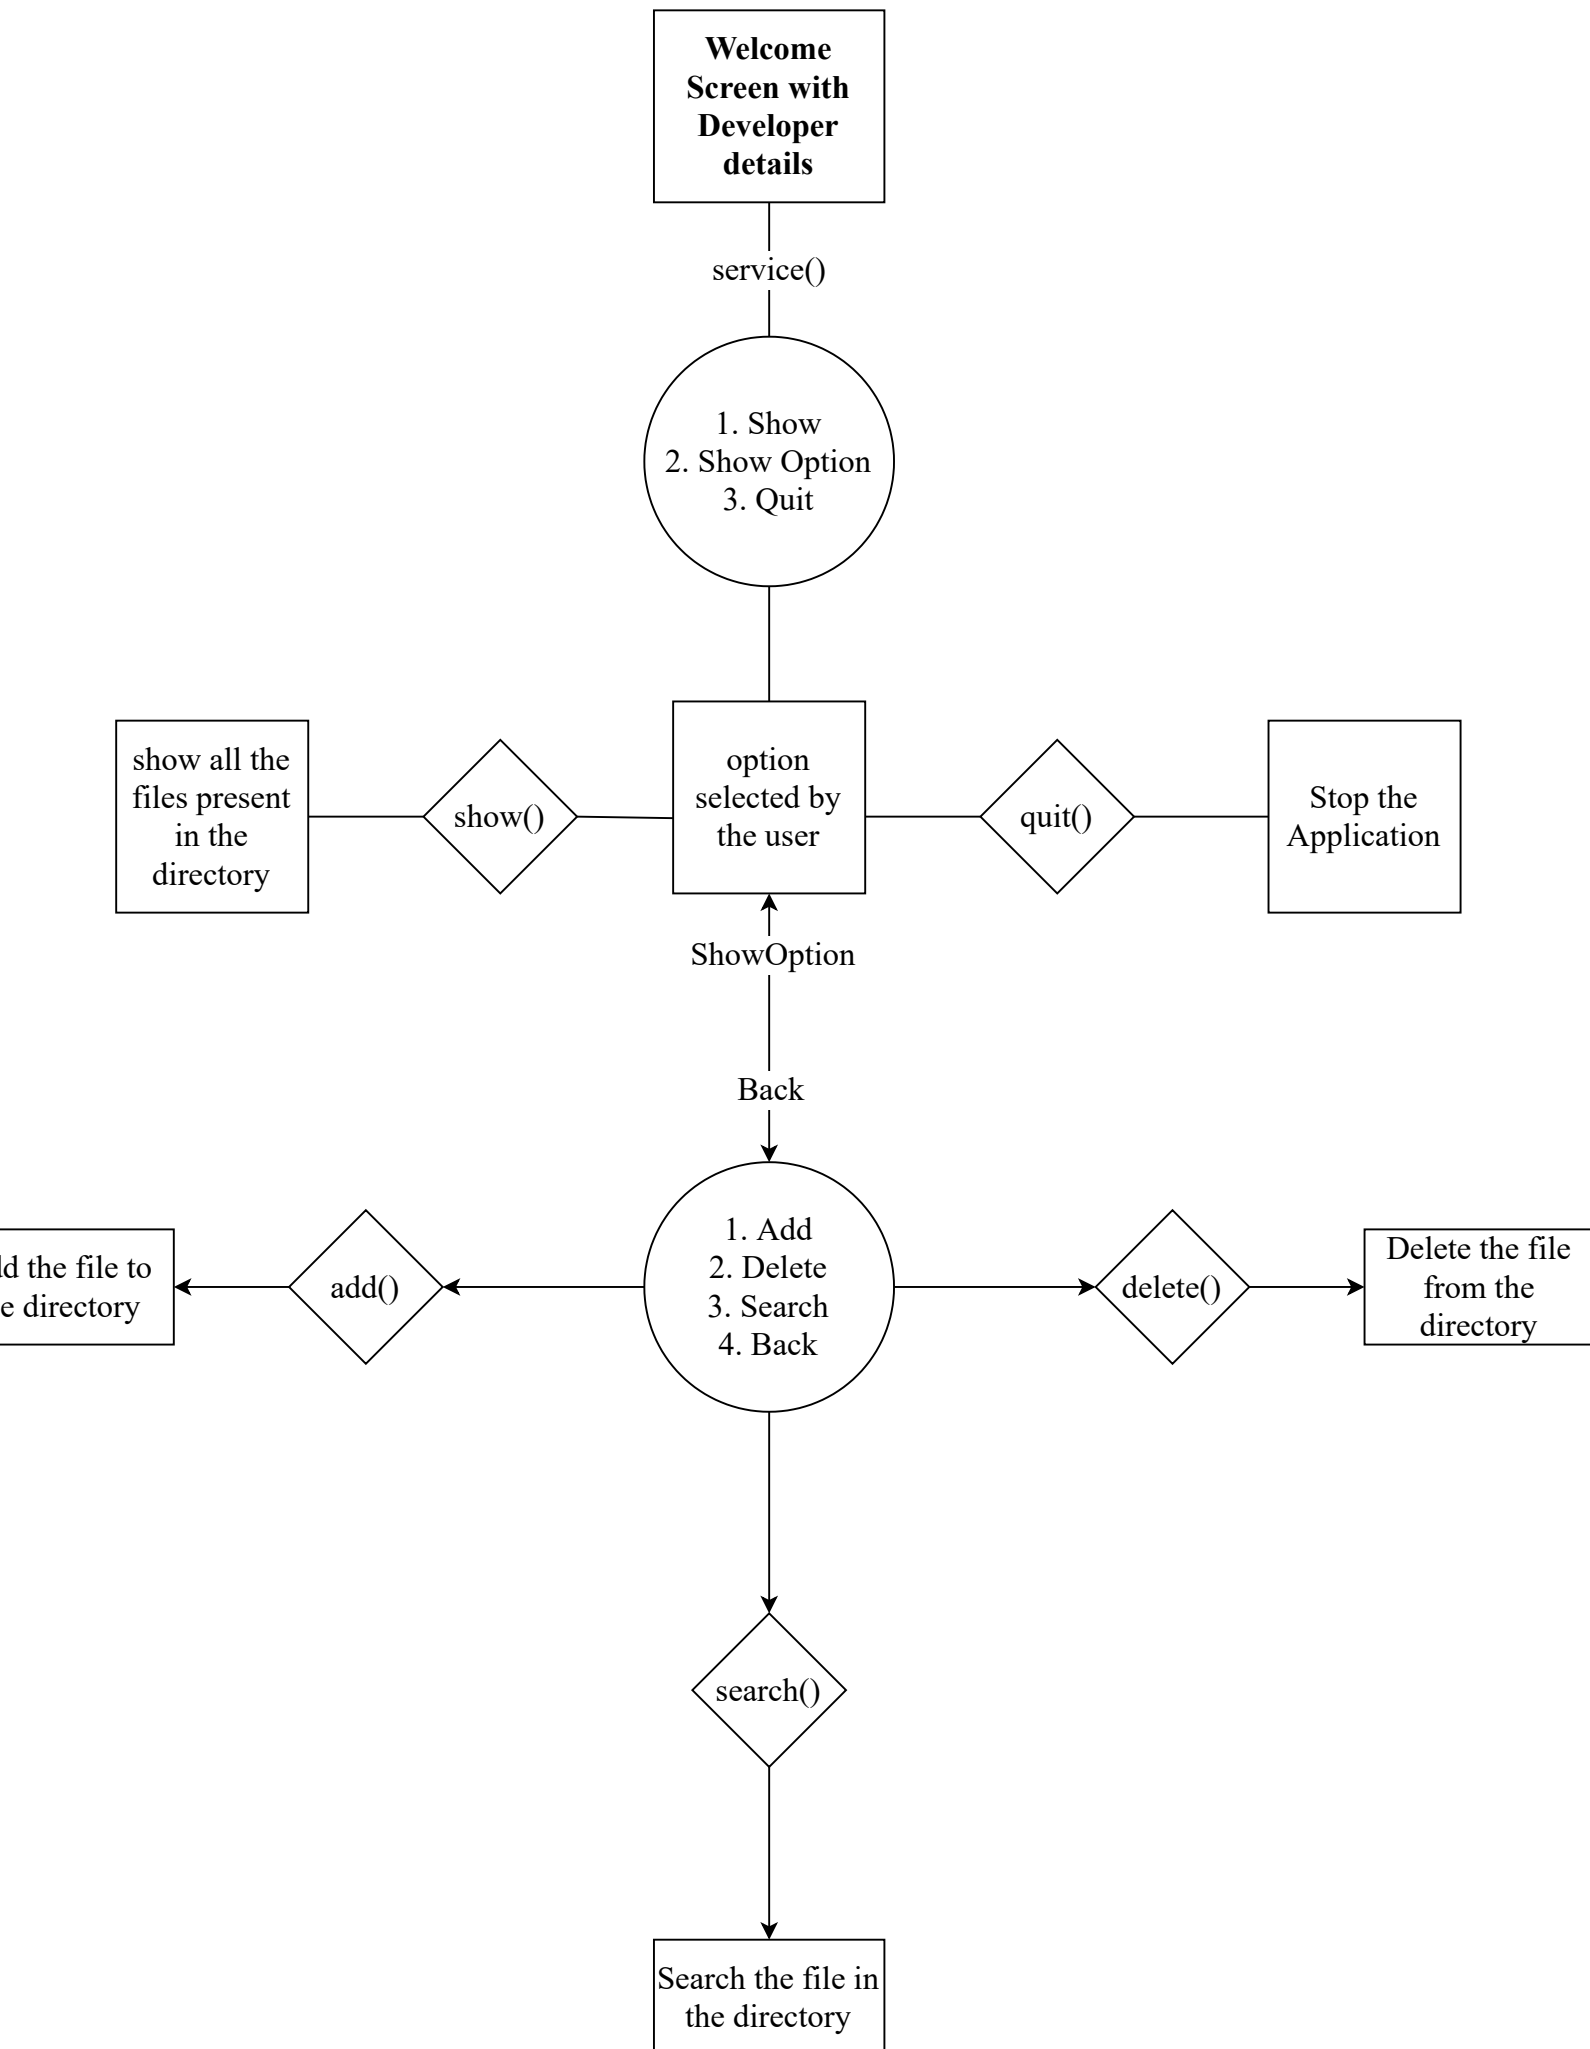 Welcome
Screen with
Developer
details
service()
1. Show
2. Show Option
3. Quit
show all the
files present
in the
directory
show()
option
selected by
the user
quit()
Stop the
Application
ShowOption
Back
the file to
directory
add()
1. Add
2. Delete
3. Search
4. Back
delete()
Delete the file
from the
directory
search()
Search the file in
the directory